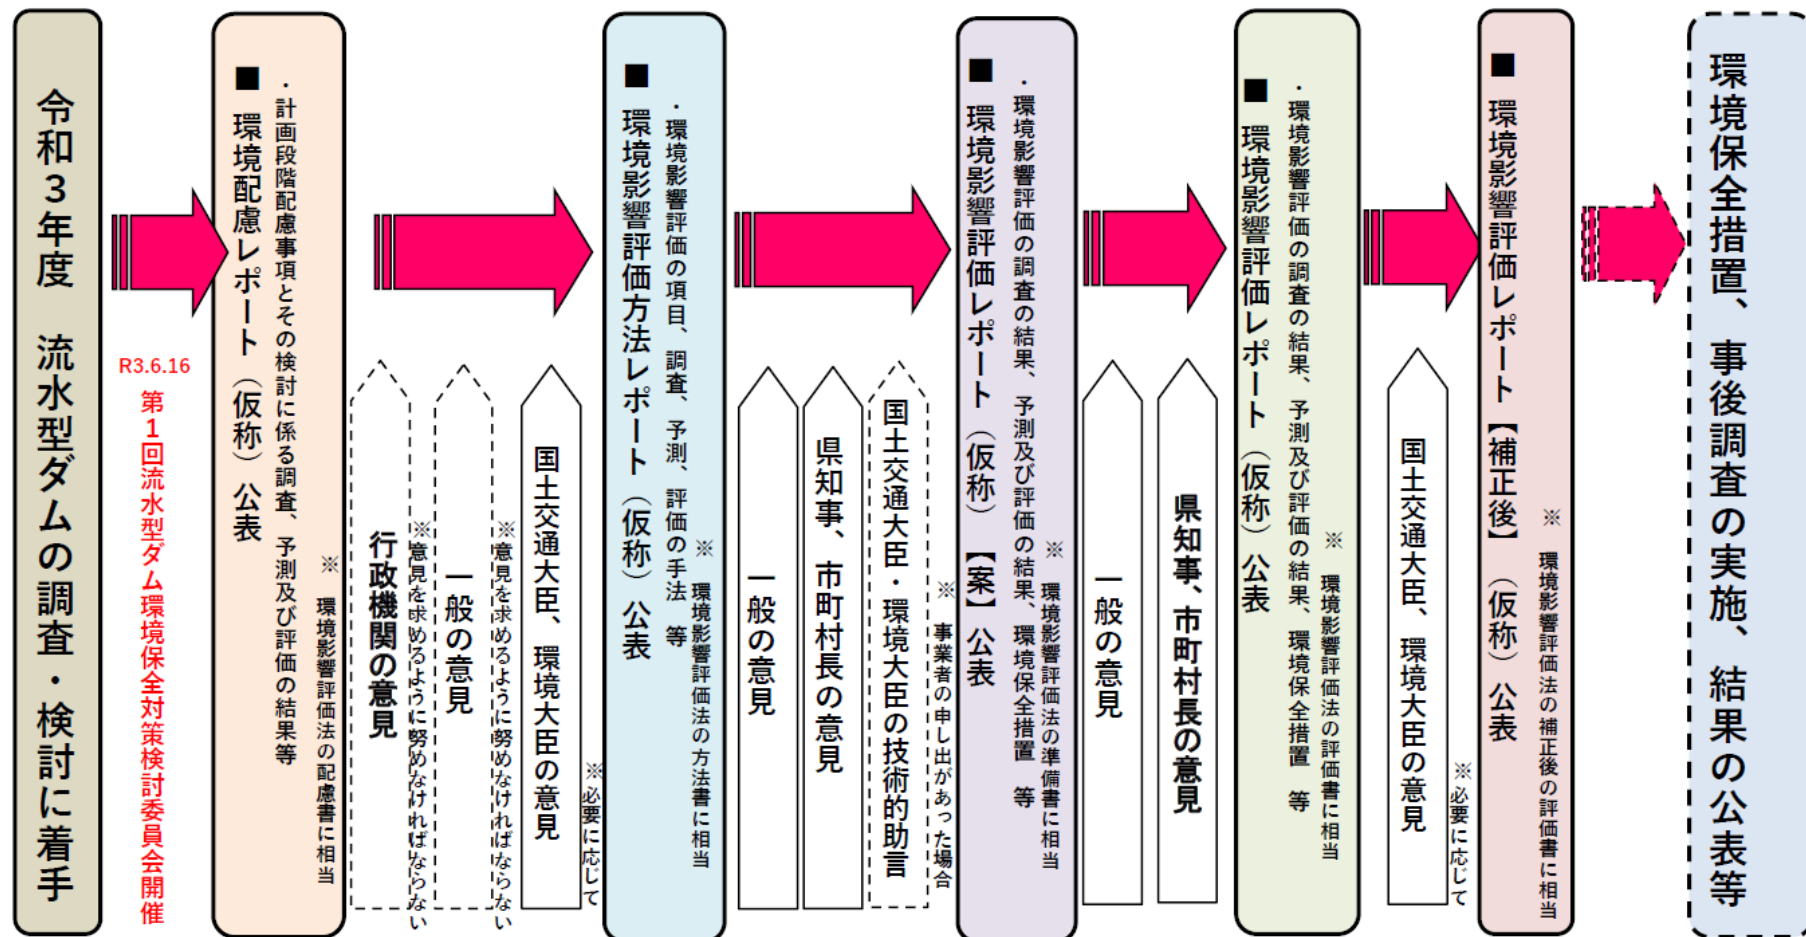 令和３年度　流水型ダムの調査・検討に着手
R3.6.16
第1回流水型ダム環境保全対策検討委員会開催
■ 環境配慮レポート（仮称）公表
・計画段階配慮事項とその検討に係る調査、予測及び評価の結果等
※　環境影響評価法の配慮書に相当
行政機関の意見
※意見を求めるように努めなければならない
一般の意見
※意見を求めるように努めなければならない
国土交通大臣、環境大臣の意見
※必要に応じて
■ 環境影響評価方法レポート（仮称）公表
・環境影響評価の項目、調査、予測、評価の手法　等
※　環境影響評価法の方法書に相当
一般の意見
県知事、市町村長の意見
国土交通大臣・環境大臣の技術的助言
※　事業者の申し出があった場合
■ 環境影響評価レポート（仮称）【案】公表
・環境影響評価の調査の結果、予測及び評価の結果、環境保全措置　等
※　環境影響評価法の準備書に相当
一般の意見
県知事、市町村長の意見
■ 環境影響評価レポート（仮称）公表
・環境影響評価の調査の結果、予測及び評価の結果、環境保全措置　等
※　環境影響評価法の評価書に相当
国土交通大臣、環境大臣の意見
※必要に応じて
■ 環境影響評価レポート【補正後】（仮称）公表
※　環境影響評価法の補正後の評価書に相当
環境保全措置、事後調査の実施、結果の公表等